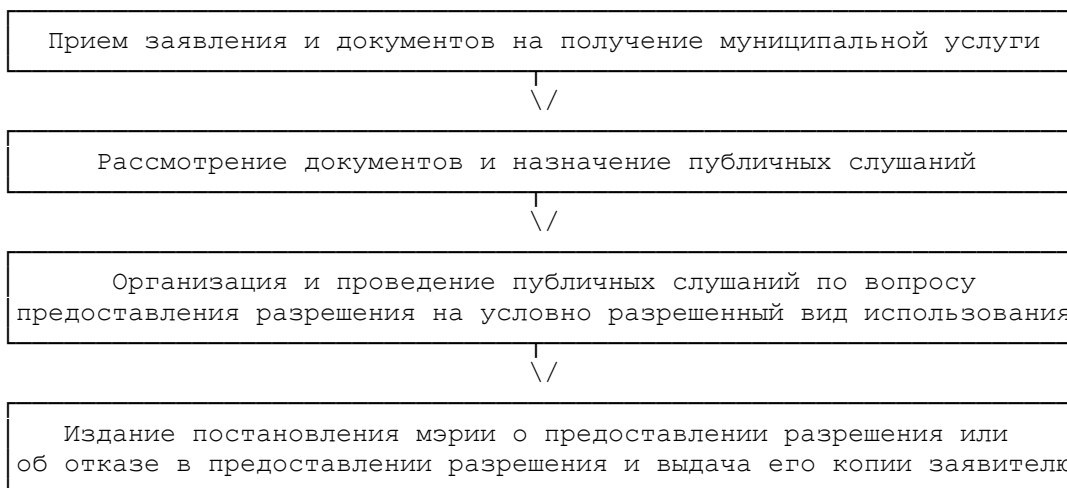 Прием заявления и документов на получение муниципальной услуги
\/
Рассмотрение документов и назначение публичных слушаний
\/
Организация и проведение публичных слушаний по вопросу
предоставления разрешения на условно разрешенный вид использования
\/
Издание постановления мэрии о предоставлении разрешения или
об отказе в предоставлении разрешения и выдача его копии заявителю